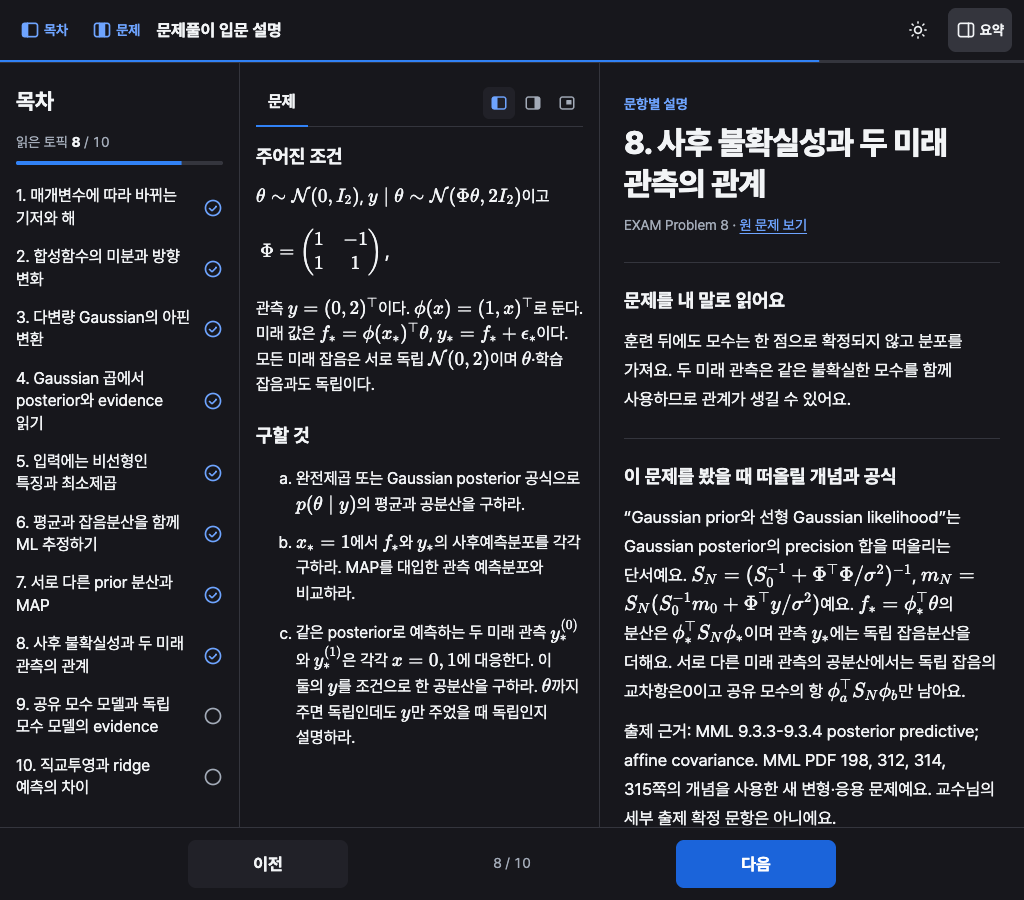 목차 문제 문제풀이 입문 설명 요약
목차
읽은 토픽 8 / 10
1. 매개변수에 따라 바뀌는
기저와 해
2. 합성함수의 미분과 방향
변화
3. 다변량 Gaussian의 아핀
변환
4. Gaussian 곱에서
posterior와 evidence
읽기
5. 입력에는 비선형인
특징과 최소제곱
6. 평균과 잡음분산을 함께
ML 추정하기
7. 서로 다른 prior 분산과
MAP
8. 사후 불확실성과 두 미래
관측의 관계
9. 공유 모수 모델과 독립
모수 모델의 evidence
10. 직교투영과 ridge
예측의 차이
문제
주어진 조건
θ ∼ 𝒩(0, I₂), y | θ ∼ 𝒩(Φθ, 2I₂)이고
Φ = (1 −1
1 1),
관측 y = (0, 2)⊤이다. ϕ(x) = (1, x)⊤로 둔다.
미래 값은 f∗ = ϕ(x∗)⊤θ, y∗ = f∗ + ϵ∗이다.
모든 미래 잡음은 서로 독립 𝒩(0, 2)이며 θ·학습
잡음과도 독립이다.
구할 것
a. 완전제곱 또는 Gaussian posterior 공식으로
p(θ | y)의 평균과 공분산을 구하라.
b. x∗ = 1에서 f∗와 y∗의 사후예측분포를 각각
구하라. MAP를 대입한 관측 예측분포와
비교하라.
c. 같은 posterior로 예측하는 두 미래 관측 y∗⁽⁰⁾
와 y∗⁽¹⁾은 각각 x = 0, 1에 대응한다. 이
둘의 y를 조건으로 한 공분산을 구하라. θ까지
주면 독립인데도 y만 주었을 때 독립인지
설명하라.
문항별 설명
8. 사후 불확실성과 두 미래
관측의 관계
EXAM Problem 8 · 원 문제 보기
문제를 내 말로 읽어요
훈련 뒤에도 모수는 한 점으로 확정되지 않고 분포를
가져요. 두 미래 관측은 같은 불확실한 모수를 함께
사용하므로 관계가 생길 수 있어요.
이 문제를 봤을 때 떠올릴 개념과 공식
“Gaussian prior와 선형 Gaussian likelihood”는
Gaussian posterior의 precision 합을 떠올리는
단서예요. S_N = (S₀⁻¹ + Φ⊤Φ/σ²)⁻¹, m_N =
S_N(S₀⁻¹m₀ + Φ⊤y/σ²)예요. f∗ = ϕ∗⊤θ의
분산은 ϕ∗⊤S_Nϕ∗이며 관측 y∗에는 독립 잡음분산을
더해요. 서로 다른 미래 관측의 공분산에서는 독립 잡음의
교차항은0이고 공유 모수의 항 ϕ_a⊤S_Nϕ_b만 남아요.
출제 근거: MML 9.3.3-9.3.4 posterior predictive;
affine covariance. MML PDF 198, 312, 314,
315쪽의 개념을 사용한 새 변형·응용 문제예요. 교수님의
세부 출제 확정 문항은 아니에요.
이전 8 / 10 다음